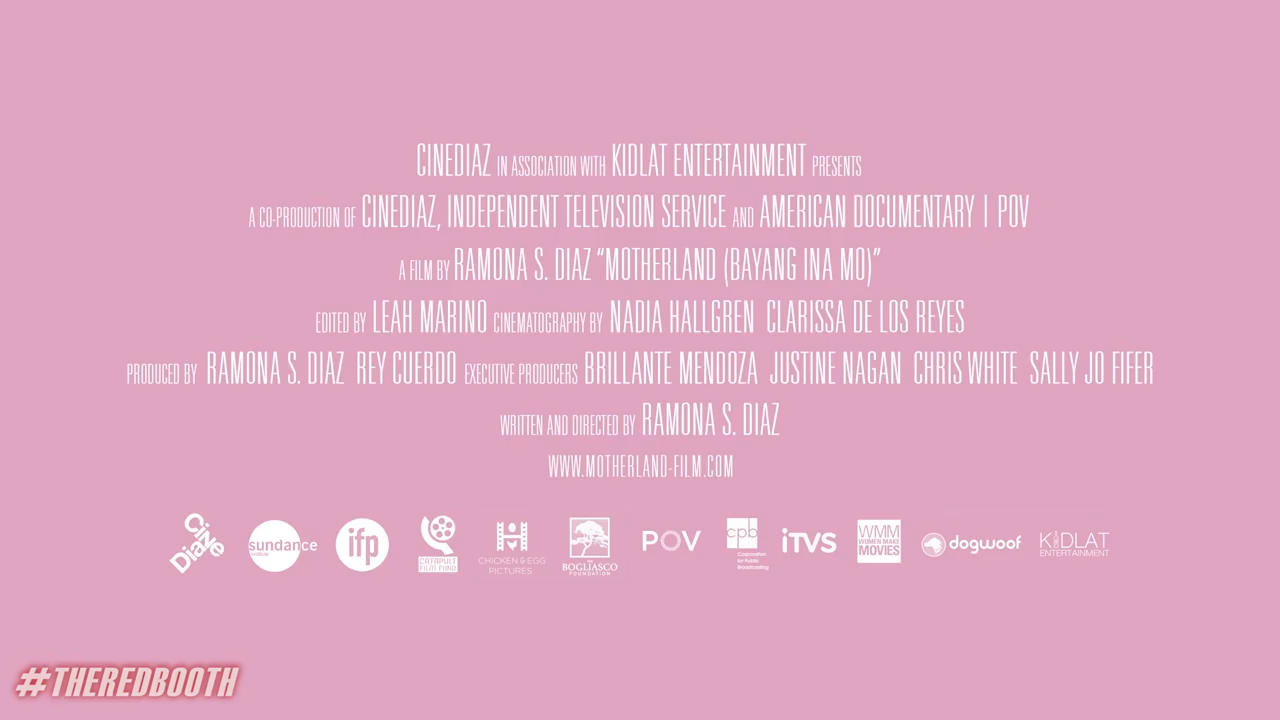 CINEDIAZ IN ASSOCIATION WITH KIDLAT ENTERTAINMENT PRESENTS
A CO-PRODUCTION OF CINEDIAZ, INDEPENDENT TELEVISION SERVICE AND AMERICAN DOCUMENTARY | POV
A FILM BY RAMONA S. DIAZ “MOTHERLAND (BAYANG INA MO)”
EDITED BY LEAH MARINO CINEMATOGRAPHY BY NADIA HALLGREN CLARISSA DE LOS REYES
PRODUCED BY RAMONA S. DIAZ REY CUERDO EXECUTIVE PRODUCERS BRILLANTE MENDOZA JUSTINE NAGAN CHRIS WHITE SALLY JO FIFER
WRITTEN AND DIRECTED BY RAMONA S. DIAZ
WWW.MOTHERLAND-FILM.COM
Cine Diaz
sundance
institute
ifp
CATAPULT
FILM FUND
CHICKEN & EGG
PICTURES
THE
BOGLIASCO
FOUNDATION
POV
cpb
Corporation
for Public
Broadcasting
iTVS
WMM
WOMEN MAKE
MOVIES
dogwoof
KIDLAT
ENTERTAINMENT
#THEREDBOOTH